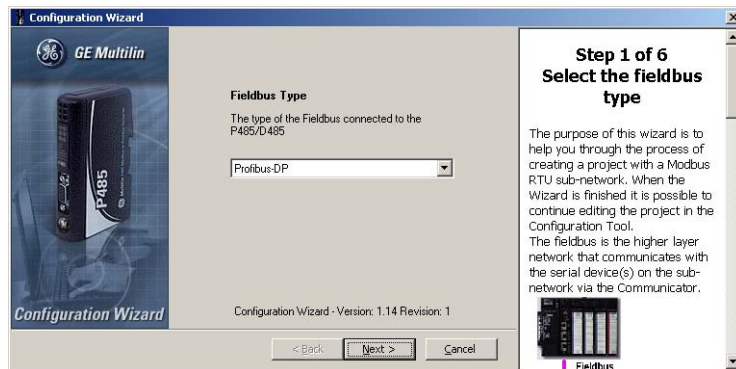 Configuration Wizard
GE Multilin
P485
Configuration Wizard
Fieldbus Type
The type of the Fieldbus connected to the
P485/D485
Profibus-DP
Configuration Wizard - Version: 1.14 Revision: 1
< Back
Next >
Cancel
Step 1 of 6
Select the fieldbus
type
The purpose of this wizard is to
help you through the process of
creating a project with a Modbus
RTU sub-network. When the
Wizard is finished it is possible to
continue editing the project in the
Configuration Tool.
The fieldbus is the higher layer
network that communicates with
the serial device(s) on the sub-
network via the Communicator.
Fieldbus